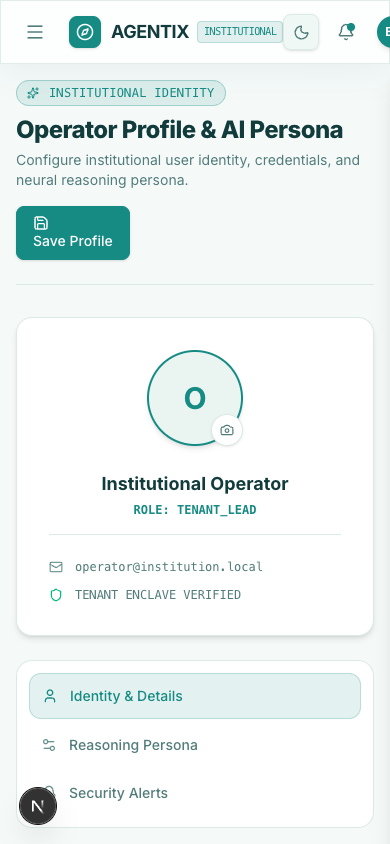 AGENTIX
INSTITUTIONAL
INSTITUTIONAL IDENTITY
Operator Profile & AI Persona
Configure institutional user identity, credentials, and
neural reasoning persona.
Save Profile
O
Institutional Operator
ROLE: TENANT_LEAD
operator@institution.local
TENANT ENCLAVE VERIFIED
Identity & Details
Reasoning Persona
Security Alerts
N